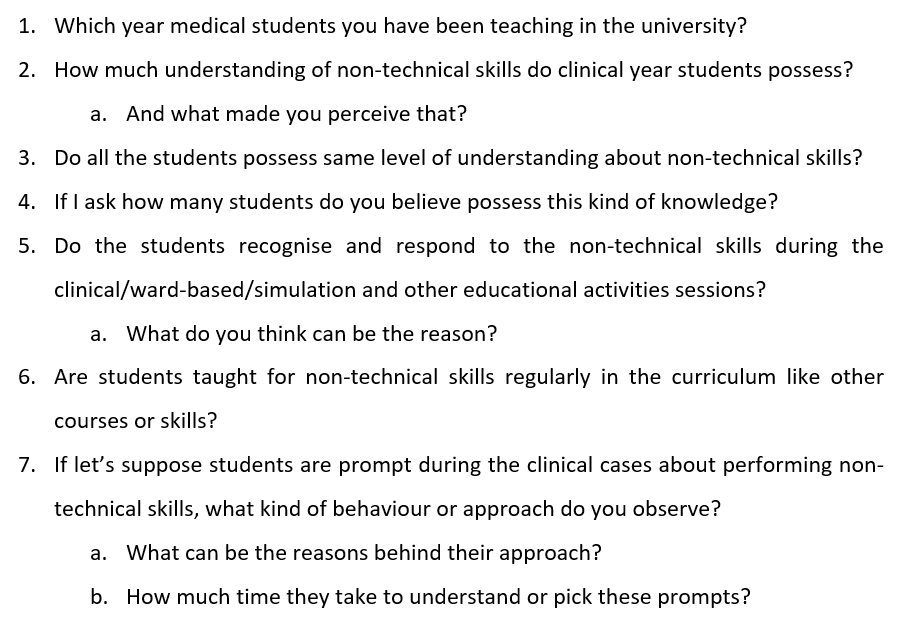 1. Which year medical students you have been teaching in the university?
2. How much understanding of non-technical skills do clinical year students possess?
a. And what made you perceive that?
3. Do all the students possess same level of understanding about non-technical skills?
4. If I ask how many students do you believe possess this kind of knowledge?
5. Do the students recognise and respond to the non-technical skills during the
clinical/ward-based/simulation and other educational activities sessions?
a. What do you think can be the reason?
6. Are students taught for non-technical skills regularly in the curriculum like other
courses or skills?
7. If let’s suppose students are prompt during the clinical cases about performing non-
technical skills, what kind of behaviour or approach do you observe?
a. What can be the reasons behind their approach?
b. How much time they take to understand or pick these prompts?